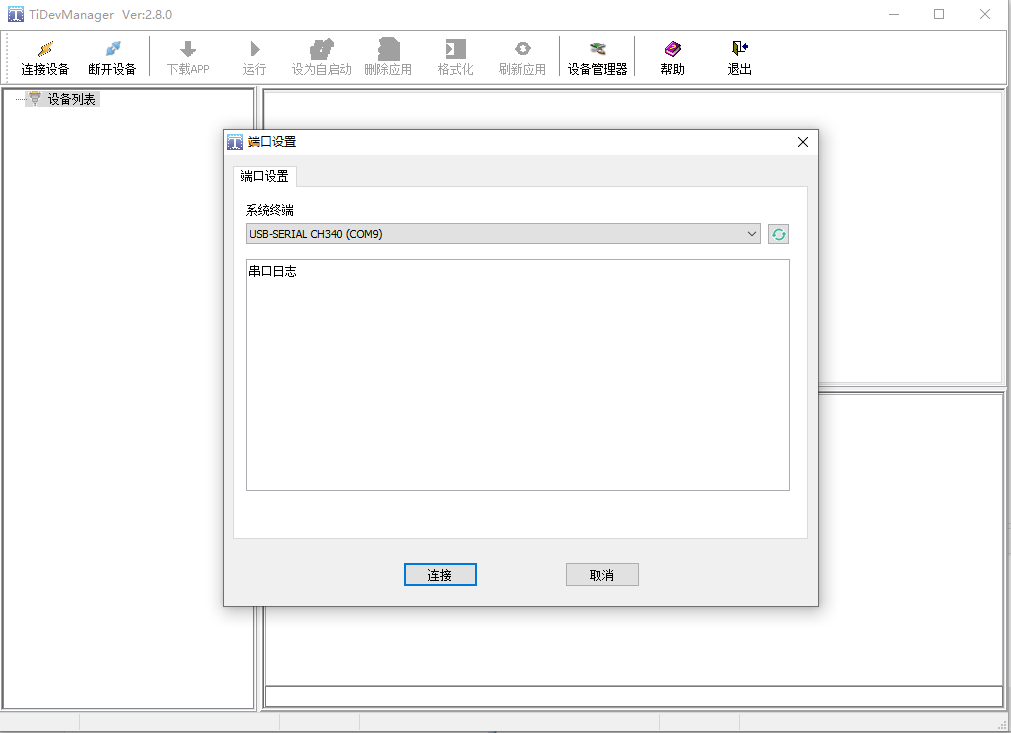 TiDevManager Ver:2.8.0
连接设备 断开设备 下载APP 运行 设为自启动 删除应用 格式化 刷新应用 设备管理器 帮助 退出
设备列表
端口设置
端口设置
系统终端
USB-SERIAL CH340 (COM9)
串口日志
连接 取消